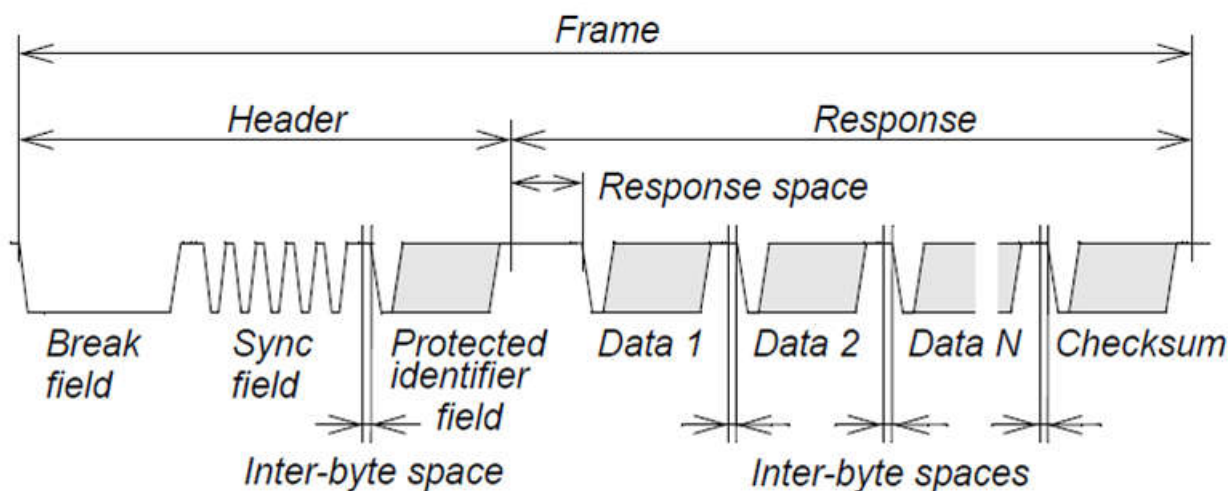 Frame
Header
Response
Response space
Break
field
Sync
field
Protected
identifier
field
Data 1
Data 2
Data N
Checksum
Inter-byte space
Inter-byte spaces